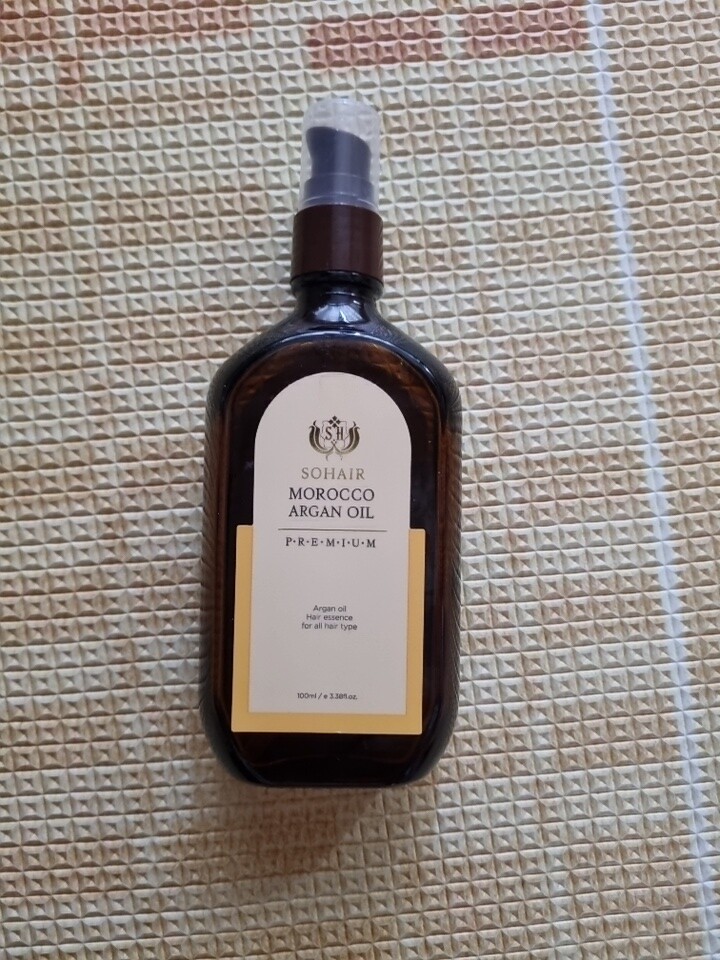 SH
SOHAIR
MOROCCO
ARGAN OIL
P·R·E·M·I·U·M
Argan oil
Hair essence
for all hair type
100ml / e 3.38fl.oz.